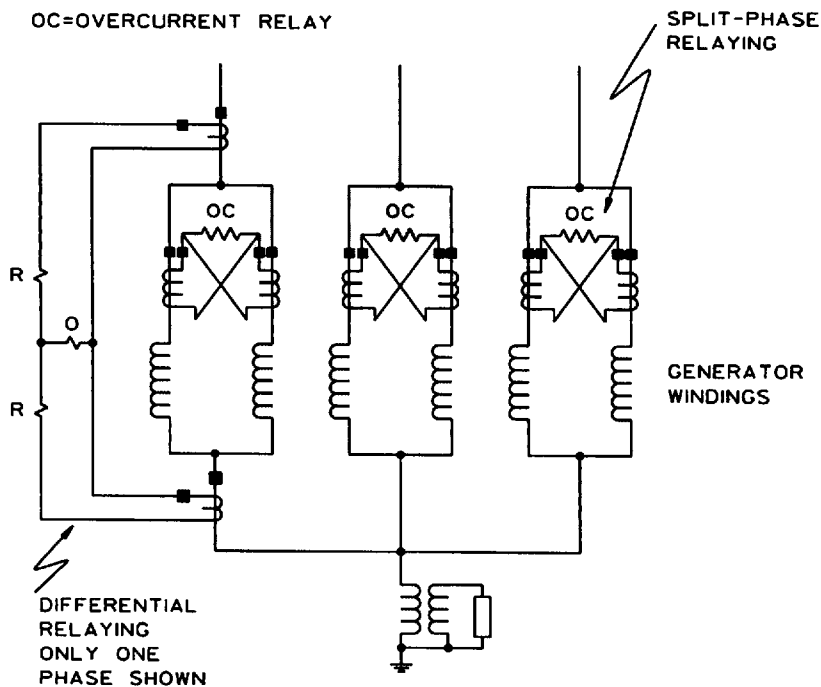 OC=OVERCURRENT RELAY
SPLIT-PHASE
RELAYING
OC
OC
OC
R
O
R
GENERATOR
WINDINGS
DIFFERENTIAL
RELAYING
ONLY ONE
PHASE SHOWN